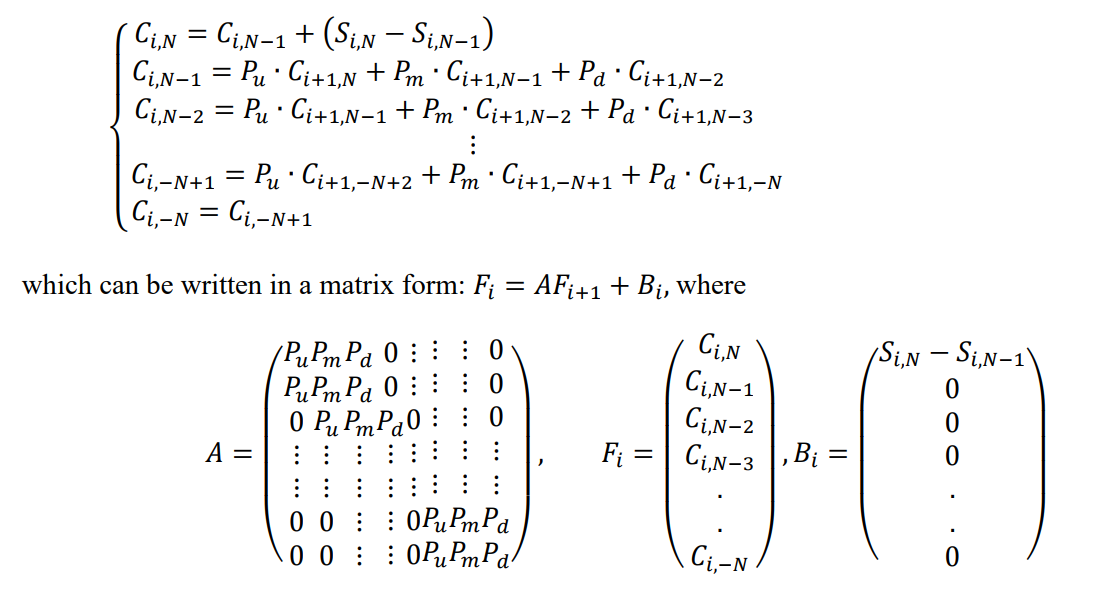 C_{i,N} = C_{i,N−1} + (S_{i,N} − S_{i,N−1})
C_{i,N−1} = P_u · C_{i+1,N} + P_m · C_{i+1,N−1} + P_d · C_{i+1,N−2}
C_{i,N−2} = P_u · C_{i+1,N−1} + P_m · C_{i+1,N−2} + P_d · C_{i+1,N−3}
⋮
C_{i,−N+1} = P_u · C_{i+1,−N+2} + P_m · C_{i+1,−N+1} + P_d · C_{i+1,−N}
C_{i,−N} = C_{i,−N+1}
which can be written in a matrix form: F_i = AF_{i+1} + B_i, where
A =
P_u P_m P_d 0 ⋮ ⋮ ⋮ 0
P_u P_m P_d 0 ⋮ ⋮ ⋮ 0
0 P_u P_m P_d 0 ⋮ ⋮ 0
⋮ ⋮ ⋮ ⋮ ⋮ ⋮ ⋮ ⋮
⋮ ⋮ ⋮ ⋮ ⋮ ⋮ ⋮ ⋮
0 0 ⋮ ⋮ 0 P_u P_m P_d
0 0 ⋮ ⋮ 0 P_u P_m P_d
,
F_i =
C_{i,N}
C_{i,N−1}
C_{i,N−2}
C_{i,N−3}
.
.
C_{i,−N}
, B_i =
S_{i,N} − S_{i,N−1}
0
0
0
.
.
0